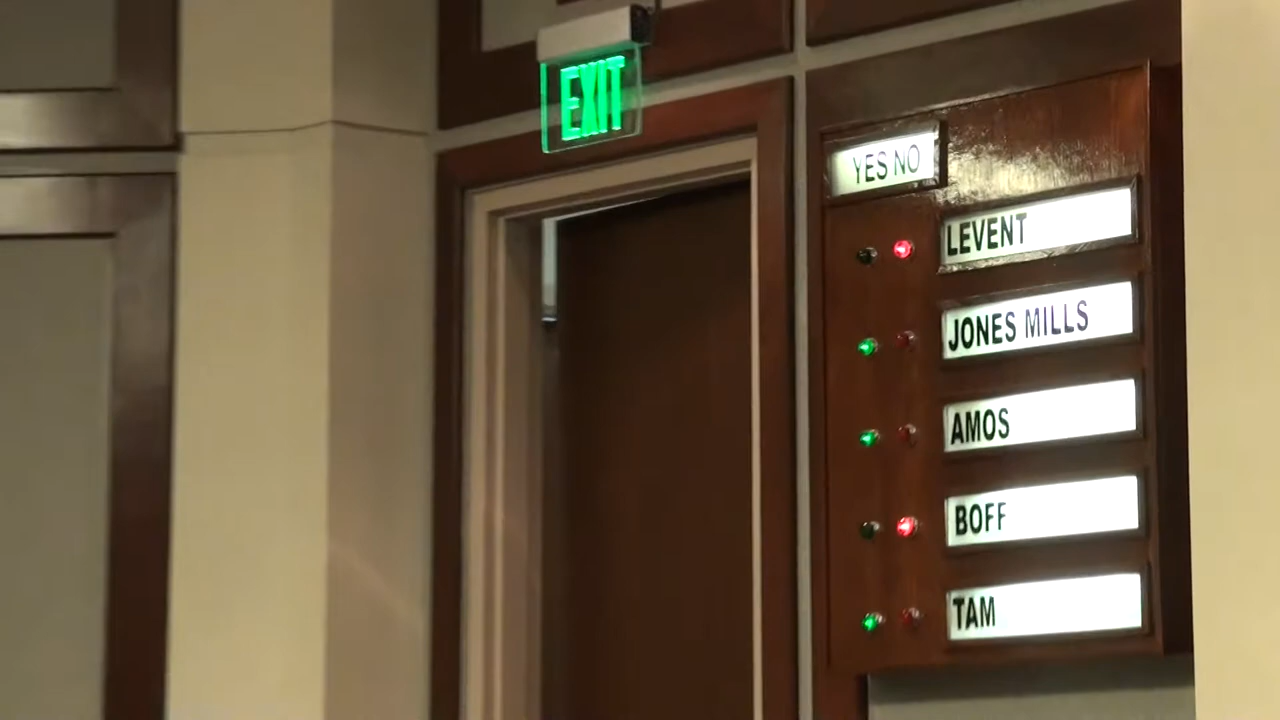 EXIT
YES NO
LEVENT
JONES MILLS
AMOS
BOFF
TAM